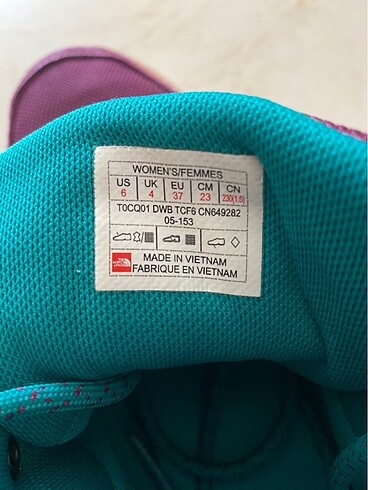 WOMEN'S/FEMMES
US UK EU CM CN
6 4 37 23 230(1.5)
T0CQ01 DWB TCF6 CN649282
05-153
THE NORTH FACE MADE IN VIETNAM
FABRIQUE EN VIETNAM